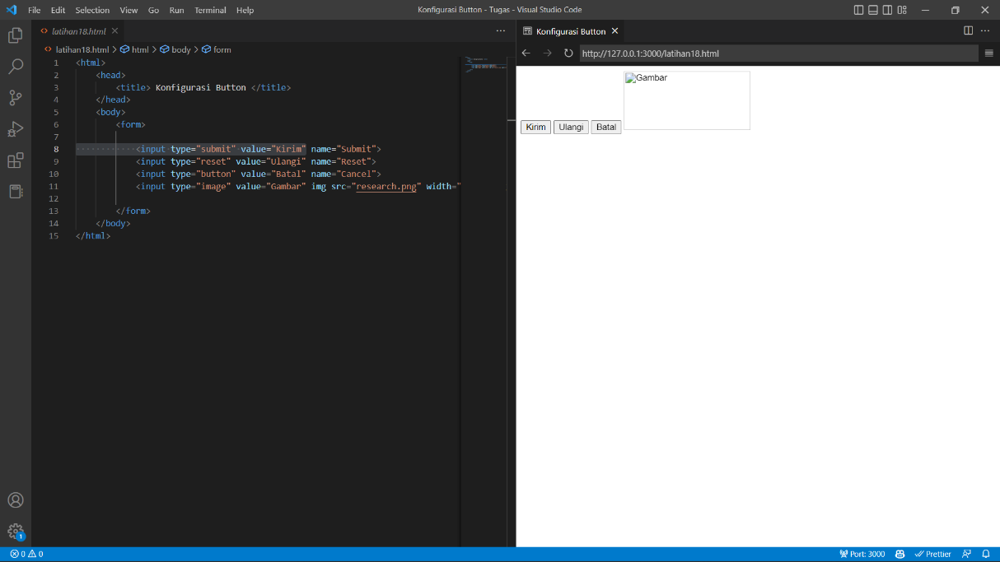 File Edit Selection View Go Run Terminal Help
Konfigurasi Button - Tugas - Visual Studio Code
latihan18.html
latihan18.html > html > body > form
1 <html>
2 <head>
3 <title> Konfigurasi Button </title>
4 </head>
5 <body>
6 <form>
7
8 <input type="submit" value="Kirim" name="Submit">
9 <input type="reset" value="Ulangi" name="Reset">
10 <input type="button" value="Batal" name="Cancel">
11 <input type="image" value="Gambar" img src="research.png" width="
12
13 </form>
14 </body>
15 </html>
Konfigurasi Button
http://127.0.0.1:3000/latihan18.html
Gambar
Kirim Ulangi Batal
1
0 0
Port: 3000 Prettier